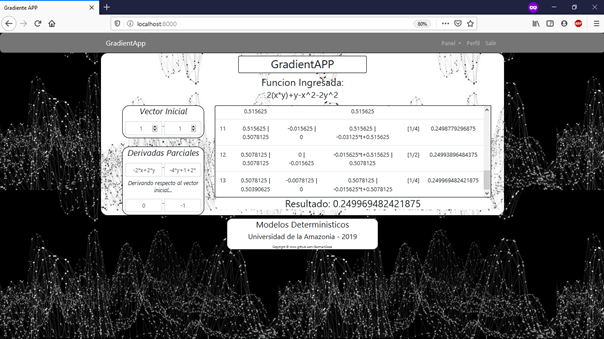 Gradiente APP
localhost:8000
80%
GradientApp
Panel
Perfil
Salir
GradientAPP
Funcion Ingresada:
2(x*y)+y-x^2-2y^2
Vector Inicial
1
1
Derivadas Parciales
-2*x+2*y
-4*y+1+2*
Derivando respecto al vector
inicial...
0
-1
0.515625 0.515625
11 0.515625 | -0.015625 | 0.515625 | [1/4] 0.2498779296875
0.5078125 0 -0.03125*t+0.515625
12 0.5078125 | 0 | -0.015625*t+0.515625 | [1/2] 0.24993896484375
0.5078125 -0.015625 0.5078125
13 0.5078125 | -0.0078125 | 0.5078125 | [1/4] 0.249969482421875
0.50390625 0 -0.015625*t+0.5078125
Resultado: 0.249969482421875
Modelos Deterministicos
Universidad de la Amazonia - 2019